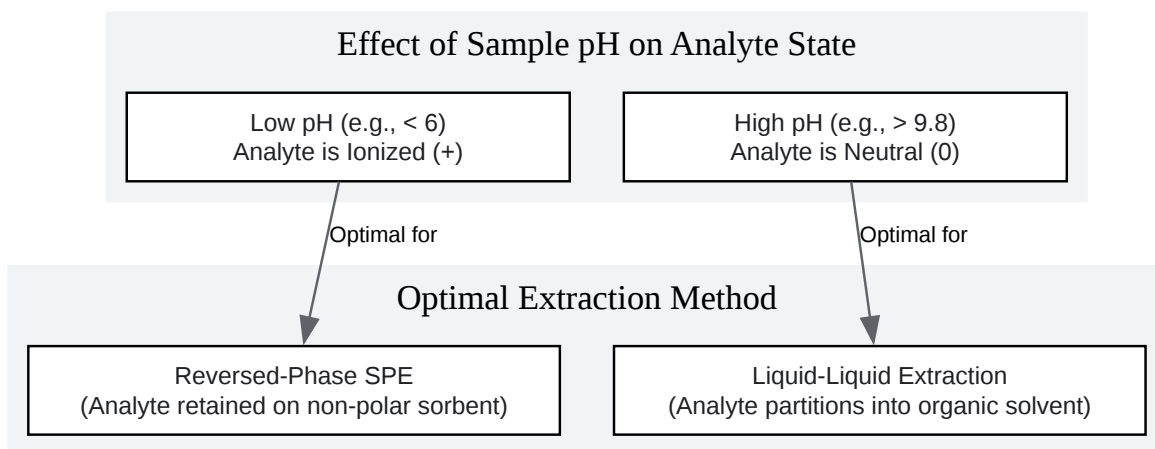 Effect of Sample pH on Analyte State
Low pH (e.g., < 6)
Analyte is Ionized (+)
High pH (e.g., > 9.8)
Analyte is Neutral (0)
Optimal for
Optimal for
Optimal Extraction Method
Reversed-Phase SPE
(Analyte retained on non-polar sorbent)
Liquid-Liquid Extraction
(Analyte partitions into organic solvent)